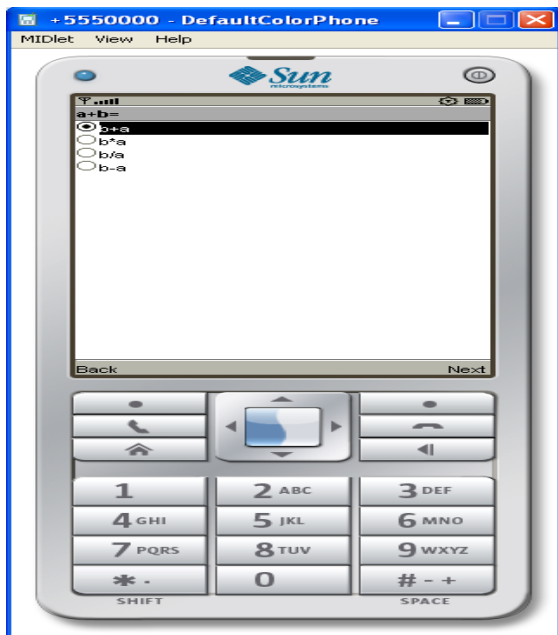 +5550000 - DefaultColorPhone
MIDlet View Help
Sun
microsystems
a+b=
b+a
b*a
b/a
b-a
Back Next
1 2 ABC 3 DEF
4 GHI 5 JKL 6 MNO
7 PQRS 8 TUV 9 WXYZ
* . 0 # - +
SHIFT SPACE